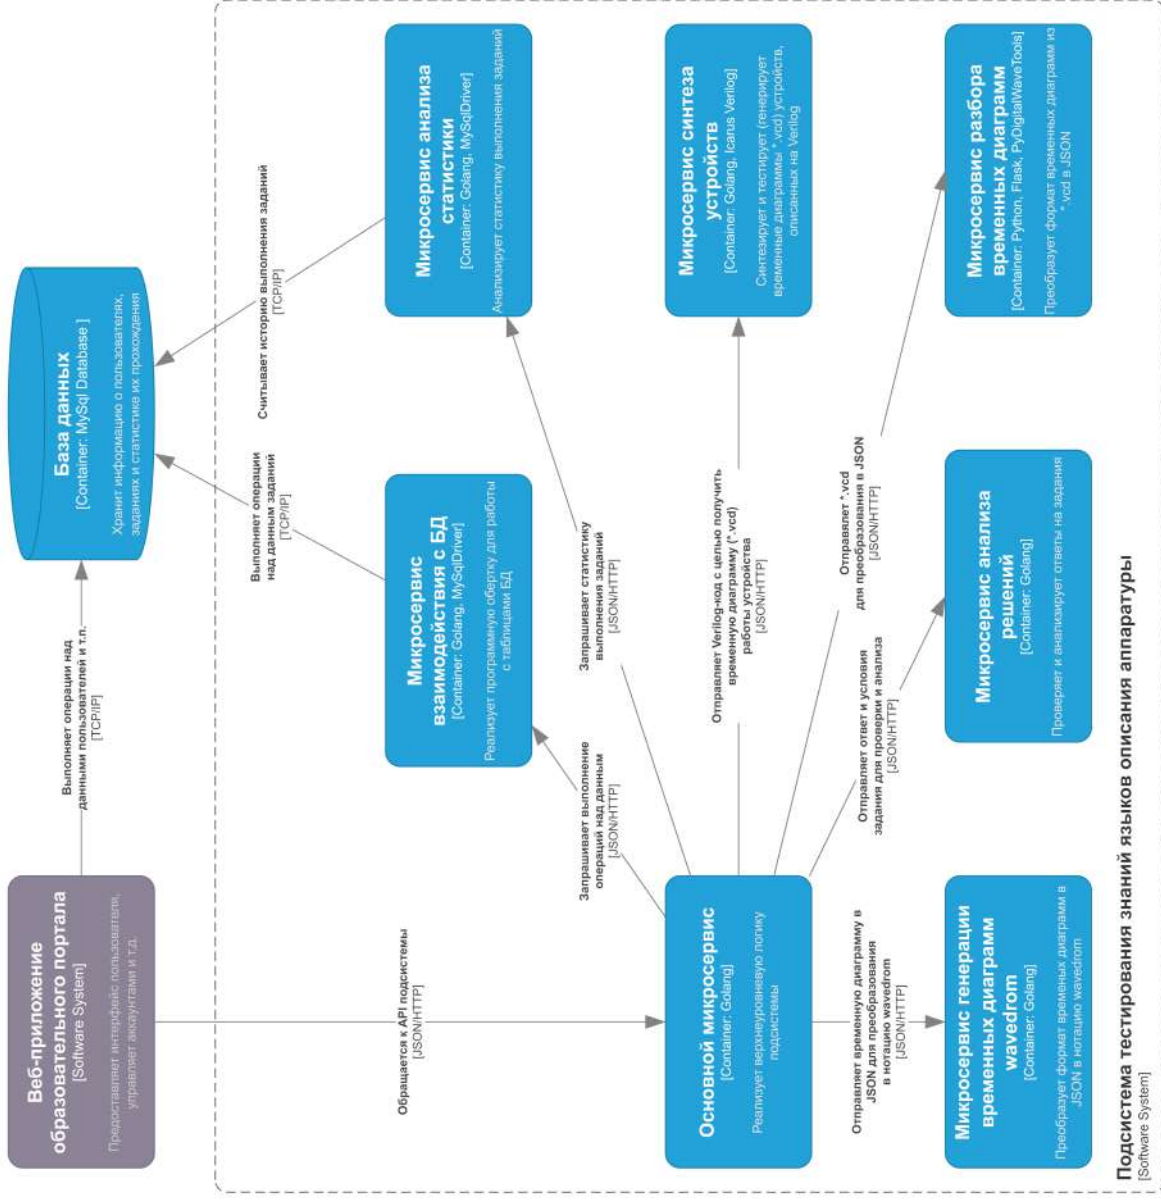 Веб-приложение
образовательного портала
[Software System]
Предоставляет интерфейс пользователя,
управляет аккаунтами и т.д.
Выполняет операции над
данными пользователей и т.п.
[TCP/IP]
База данных
[Container: MySql Database ]
Хранит информацию о пользователях,
заданиях и статистике их прохождения
Обращается к API подсистемы
[JSON/HTTP]
Выполняет операции
над данным заданий
[TCP/IP]
Считывает историю выполнения заданий
[TCP/IP]
Микросервис
взаимодействия с БД
[Container: Golang, MySqlDriver]
Реализует программную обертку для работы
с таблицами БД
Микросервис анализа
статистики
[Container: Golang, MySqlDriver]
Анализирует статистику выполнения заданий
Запрашивает выполнение
операций над данным
[JSON/HTTP]
Запрашивает статистику
выполнения заданий
[JSON/HTTP]
Основной микросервис
[Container: Golang]
Реализует верхнеуровневую логику
подсистемы
Отправляет Verilog-код с целью получить
временную диаграмму (*.vcd)
работы устройства
[JSON/HTTP]
Микросервис синтеза
устройств
[Container: Golang, Icarus Verilog]
Синтезирует и тестирует (генерирует
временные диаграммы *.vcd) устройств,
описанных на Verilog
Отправляет временную диаграмму в
JSON для преобразования
в нотацию wavedrom
[JSON/HTTP]
Отправляет ответ и условия
задания для проверки и анализа
[JSON/HTTP]
Отправлет *.vcd
для преобразования в JSON
[JSON/HTTP]
Микросервис генерации
временных диаграмм
wavedrom
[Container: Golang]
Преобразует формат временых диаграмм в
JSON в нотацию wavedrom
Микросервис анализа
решений
[Container: Golang]
Проверяет и анализирует ответы на задания
Микросервис разбора
временных диаграмм
[Container: Python, Flask, PyDigitalWaveTools]
Преобразует формат временых диаграмм из
*.vcd в JSON
Подсистема тестирования знаний языков описания аппаратуры
[Software System]